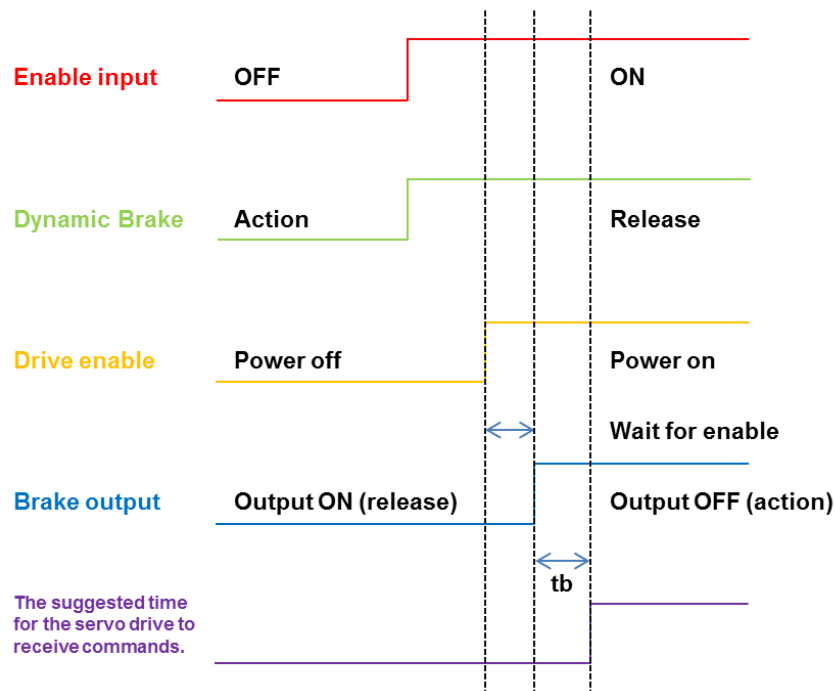 Enable input
OFF
ON
Dynamic Brake
Action
Release
Drive enable
Power off
Power on
Wait for enable
Brake output
Output ON (release)
Output OFF (action)
tb
The suggested time
for the servo drive to
receive commands.